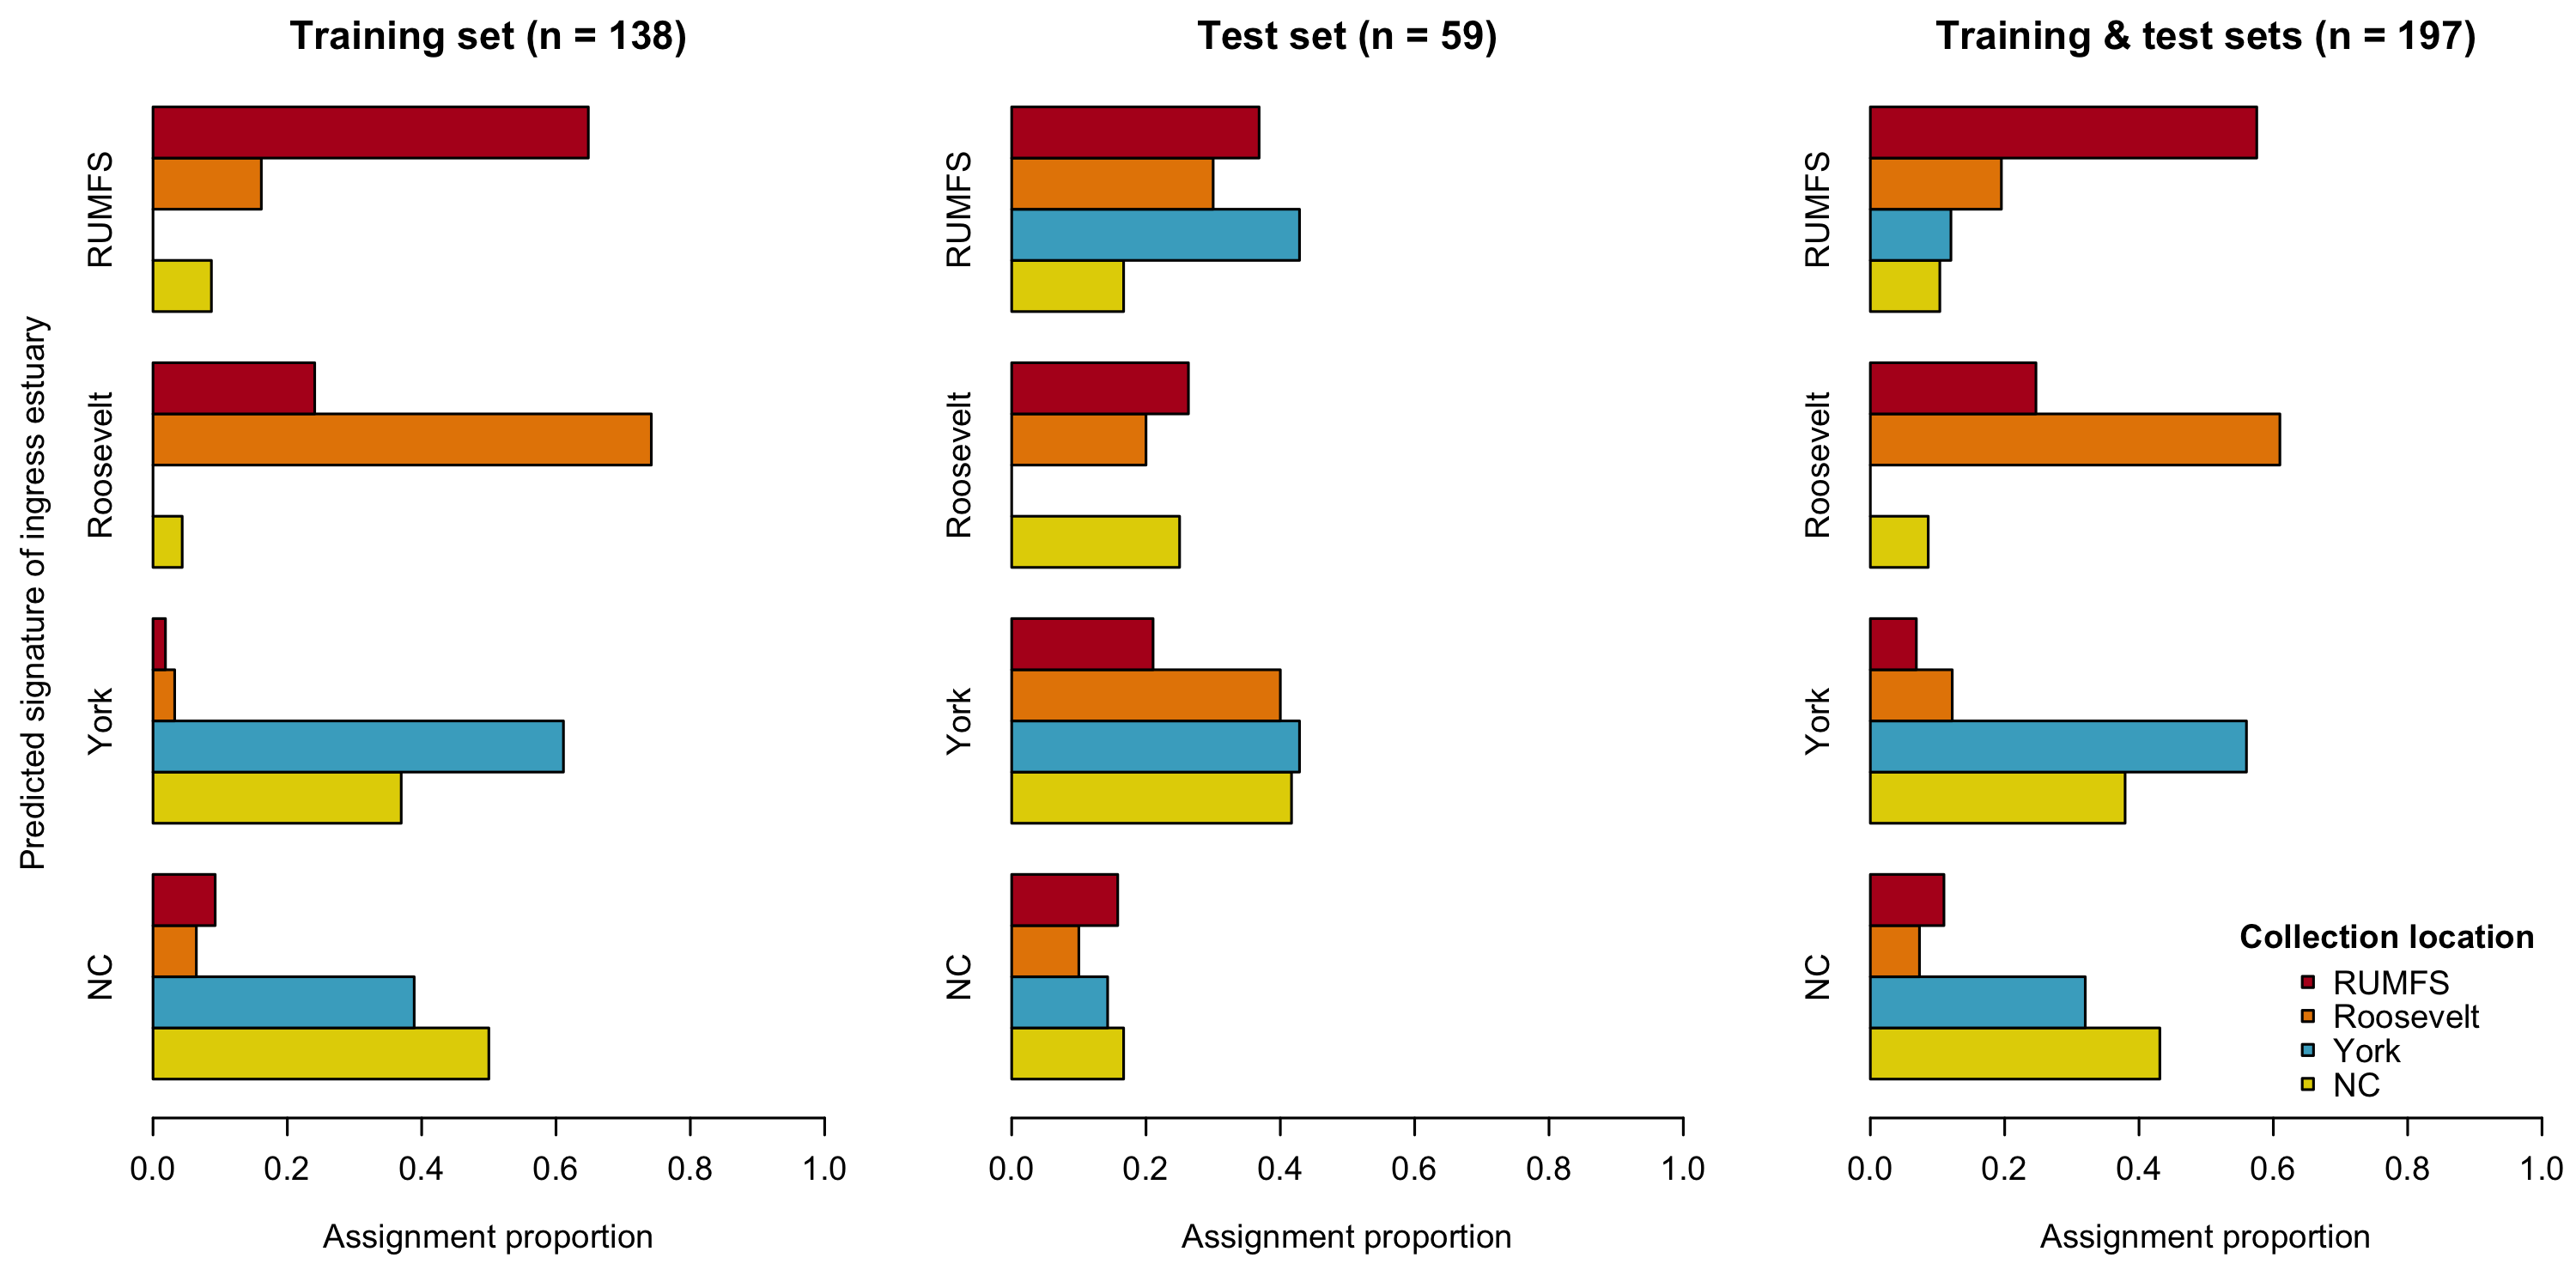 Training set (n = 138)
Test set (n = 59)
Training & test sets (n = 197)
Predicted signature of ingress estuary
RUMFS
Roosevelt
York
NC
0.0 0.2 0.4 0.6 0.8 1.0
Assignment proportion
RUMFS
Roosevelt
York
NC
0.0 0.2 0.4 0.6 0.8 1.0
Assignment proportion
RUMFS
Roosevelt
York
NC
Collection location
RUMFS
Roosevelt
York
NC
0.0 0.2 0.4 0.6 0.8 1.0
Assignment proportion